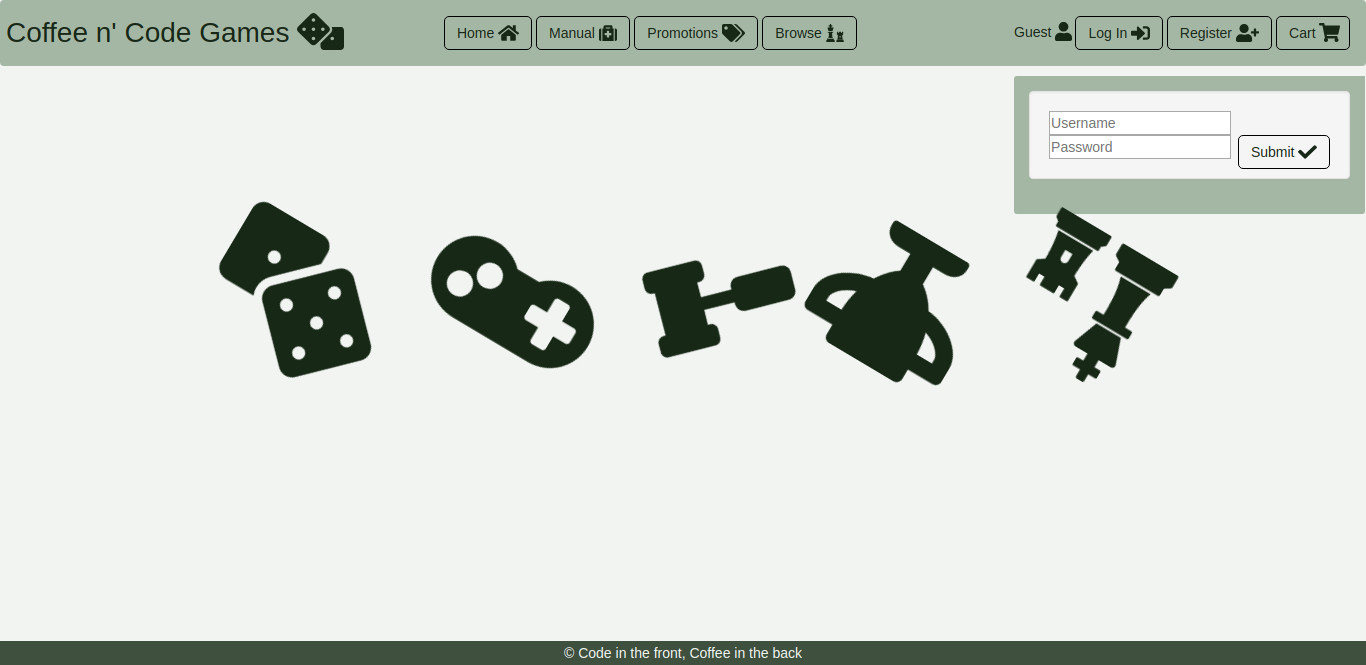 Coffee n' Code Games
Home
Manual
Promotions
Browse
Guest
Log In
Register
Cart
Username
Password
Submit
© Code in the front, Coffee in the back